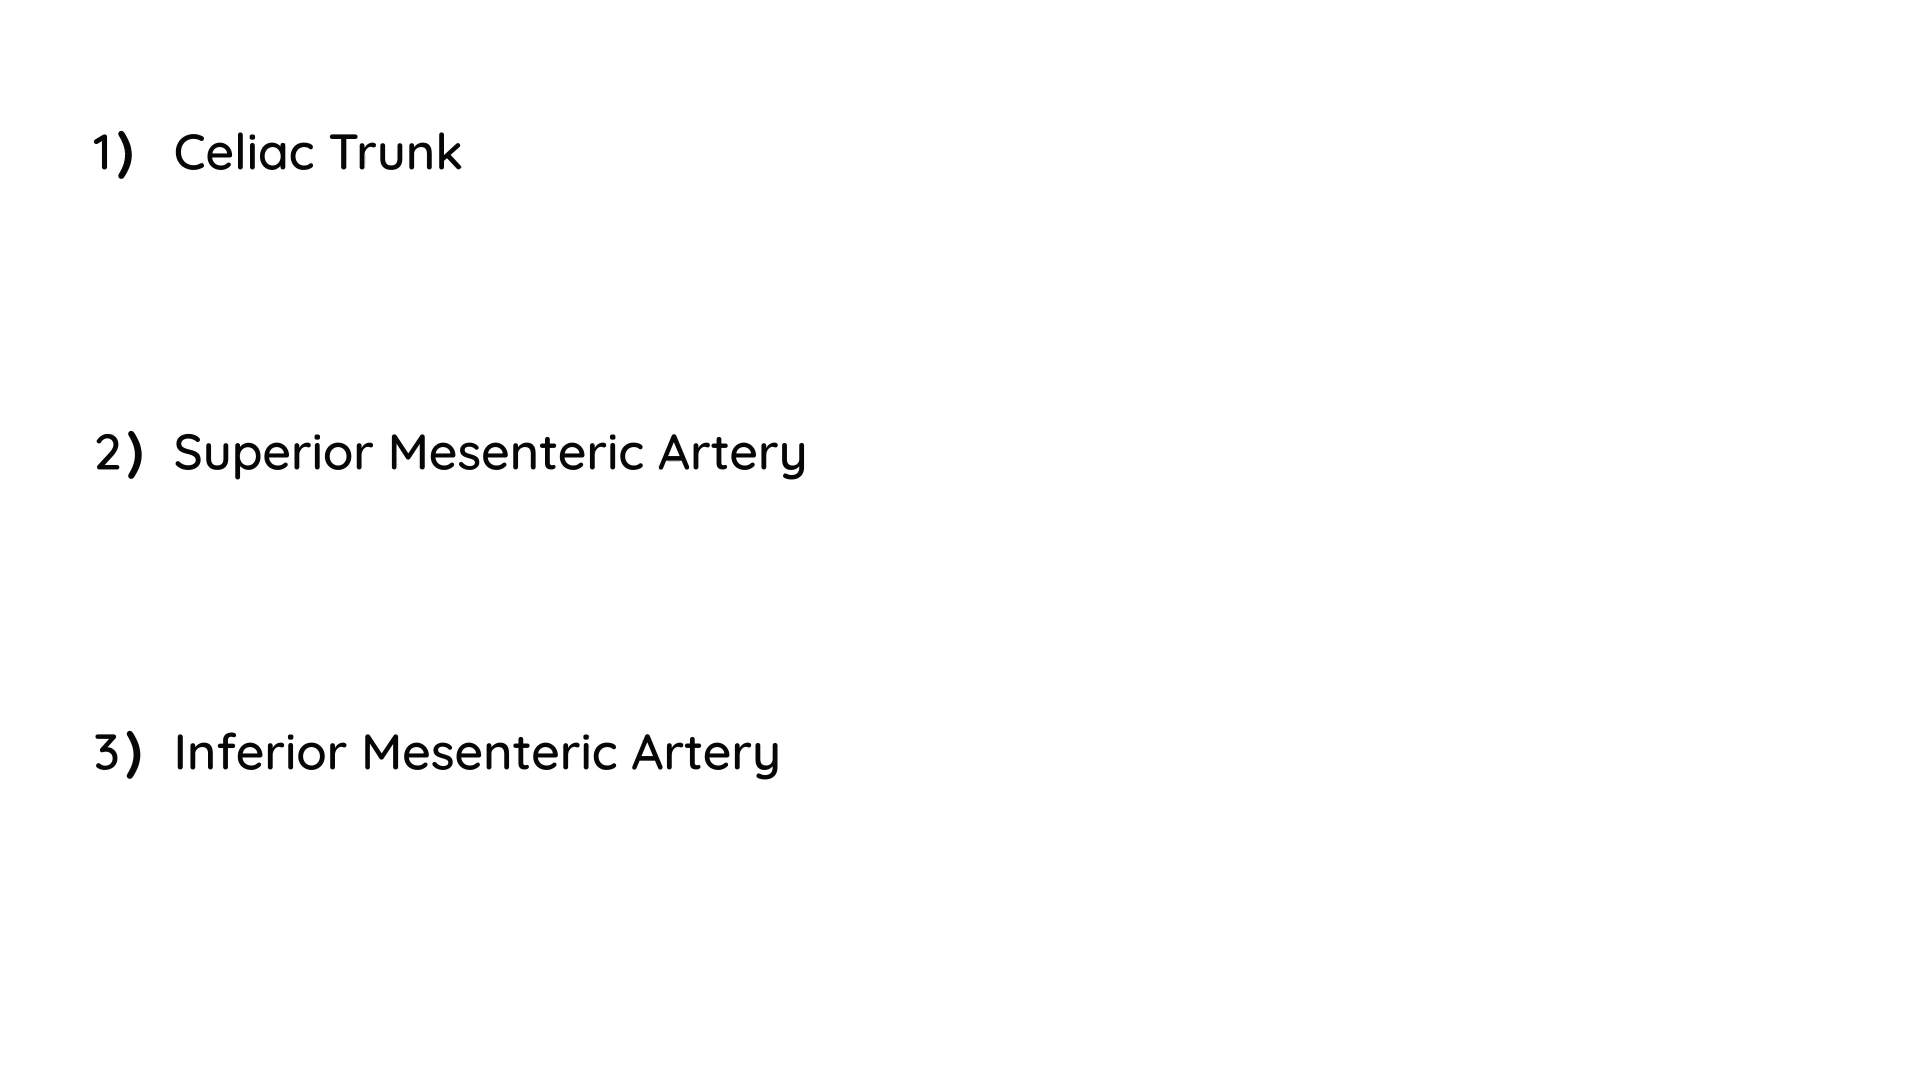 1) Celiac Trunk
2) Superior Mesenteric Artery
3) Inferior Mesenteric Artery